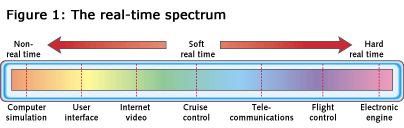 Figure 1: The real-time spectrum
Non-
real time
Soft
real time
Hard
real time
Computer
simulation
User
interface
Internet
video
Cruise
control
Tele-
communications
Flight
control
Electronic
engine